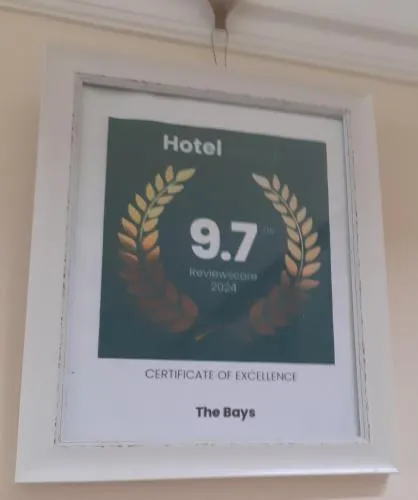 Hotel
9.7
Reviewscore
2024
CERTIFICATE OF EXCELLENCE
The Bays